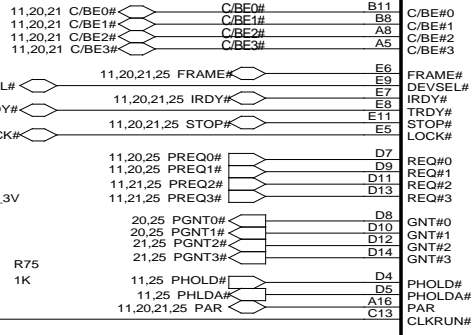 11,20,21 C/BE0# C/BE0# B11 C/BE#0
11,20,21 C/BE1# C/BE1# B8 C/BE#1
11,20,21 C/BE2# C/BE2# A8 C/BE#2
11,20,21 C/BE3# C/BE3# A5 C/BE#3
11,20,21,25 FRAME# E6 FRAME#
L# E9 DEVSEL#
11,20,21,25 IRDY# E7 IRDY#
DY# E8 TRDY#
11,20,21,25 STOP# E11 STOP#
CK# E5 LOCK#
11,20,25 PREQ0# D7 REQ#0
11,20,25 PREQ1# D9 REQ#1
11,21,25 PREQ2# D11 REQ#2
11,21,25 PREQ3# D13 REQ#3
_3V
20,25 PGNT0# D8 GNT#0
20,25 PGNT1# D10 GNT#1
21,25 PGNT2# D12 GNT#2
21,25 PGNT3# D14 GNT#3
R75
1K
11,25 PHOLD# D4 PHOLD#
11,25 PHLDA# D5 PHOLDA#
11,20,21,25 PAR A16 PAR
C13 CLKRUN#